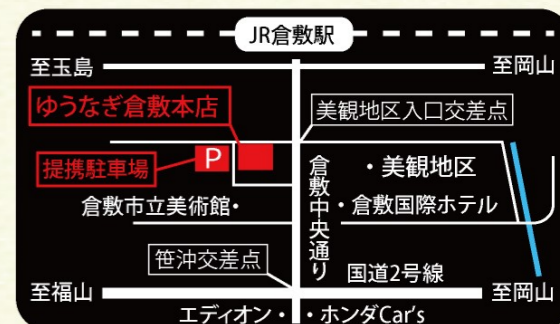 JR倉敷駅
至玉島
至岡山
ゆうなぎ倉敷本店
美観地区入口交差点
提携駐車場
P
倉敷中央通り
・美観地区
倉敷市立美術館・
・倉敷国際ホテル
笹沖交差点
国道2号線
至福山
至岡山
エディオン・
・ホンダCar's